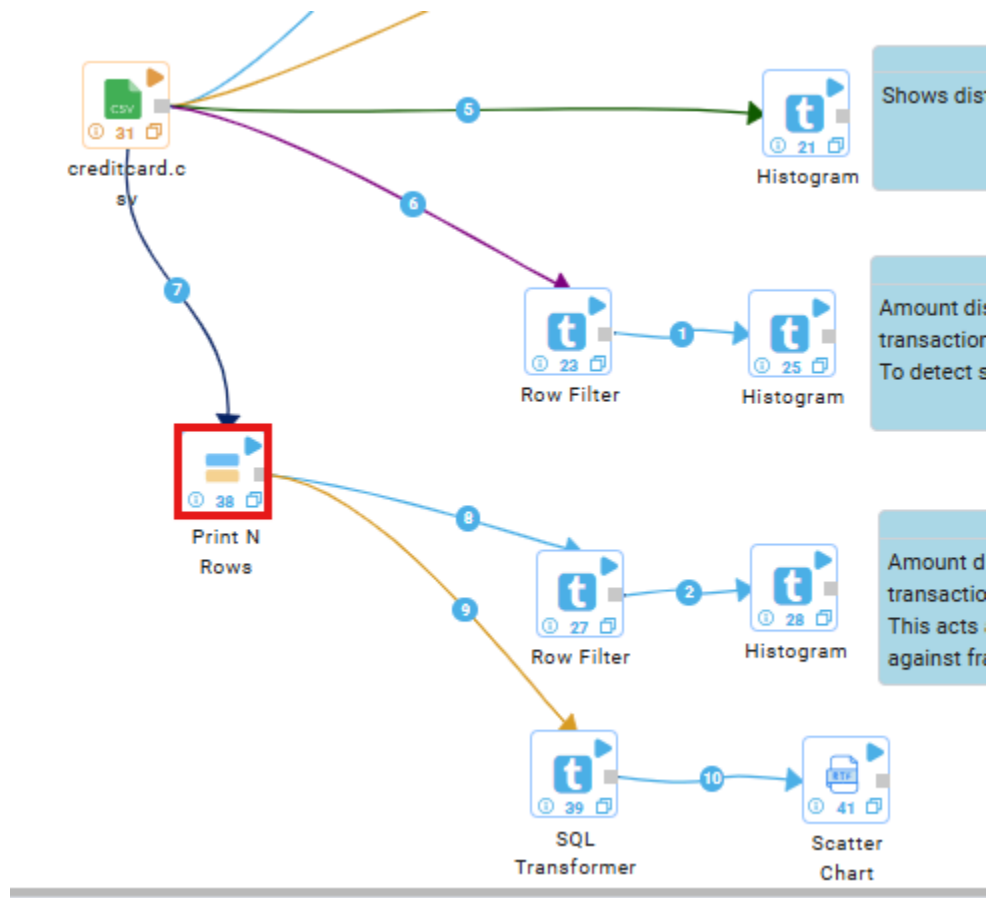 CSV
31
creditcard.c
sv
5
t
21
Histogram
Shows dis
6
7
t
23
Row Filter
1
t
25
Histogram
Amount dis
transaction
To detect s
38
Print N
Rows
8
9
t
27
Row Filter
2
t
28
Histogram
Amount d
transactio
This acts
against fra
t
39
SQL
Transformer
10
RTF
41
Scatter
Chart